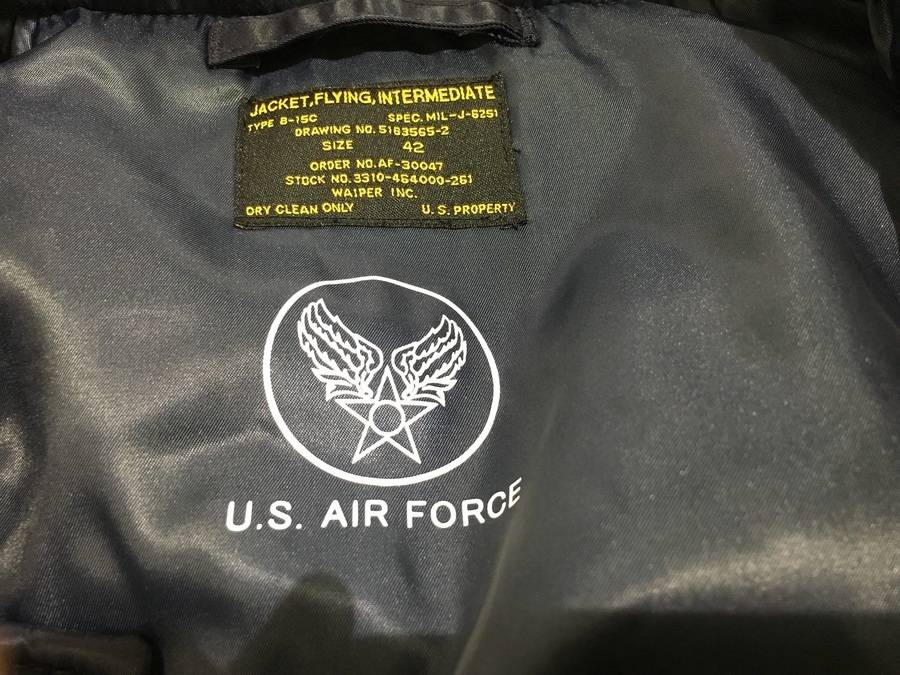 JACKET, FLYING, INTERMEDIATE
TYPE B-15C SPEC. MIL-J-6251
DRAWING NO. 5163565-2
SIZE 42
ORDER NO. AF-30047
STOCK NO. 3310-464000-261
WAIPER INC.
DRY CLEAN ONLY U.S. PROPERTY
U.S. AIR FORCE